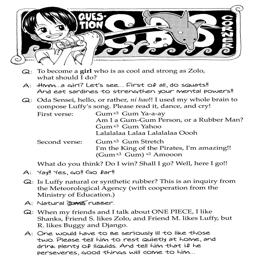 QUESTION
SBS
CORNER
Q: To become a girl who is as cool and strong as Zolo,
what should I do?
A: Hmm...a girl? Let's see... First of all, do squats!!
And use dishes to strengthen your mental powers!!
Q: Oda Sensei, hello, or rather, ni hao!! I used my whole brain to
compose Luffy's song. Please read it, dance, and cry!
First verse: Gum×3 Gum Ya-a-ay
Am I a Gum-Gum Person, or a Rubber Man?
Gum×3 Gum Yahoo
Lalalalaa Lalaa Lalalalaa Oooh
Second verse: Gum×3 Gum Stretch
I'm the King of the Pirates, I'm amazing!!
(Gum×3 Gum) ×2 Amooon
What do you think? Do I win? Shall I go? Well, here I go!!
A: Yay! Yes, go! Go far!!
Q: Is Luffy natural or synthetic rubber? This is an inquiry from
the Meteorological Agency (with cooperation from the
Ministry of Education.)
A: Natural rubber.
Q: When my friends and I talk about ONE PIECE, I like
Shanks, Friend S. likes Zolo, and Friend M. likes Luffy, but
R. likes Buggy and Django.
A: One would have to be seriously ill to like those
two. Please tell him to rest quietly at home, and
drink plenty of liquids. And tell him that if he
perseveres, good things will come to him...